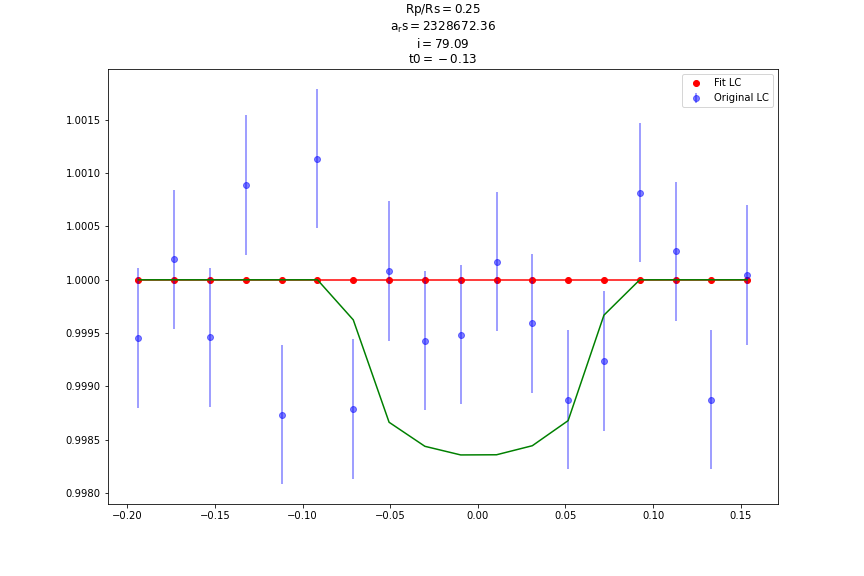 Rp/Rs = 0.25
aᵣs = 2328672.36
i = 79.09
t0 = −0.13
Fit LC
Original LC
1.0015
1.0010
1.0005
1.0000
0.9995
0.9990
0.9985
0.9980
−0.20 −0.15 −0.10 −0.05 0.00 0.05 0.10 0.15